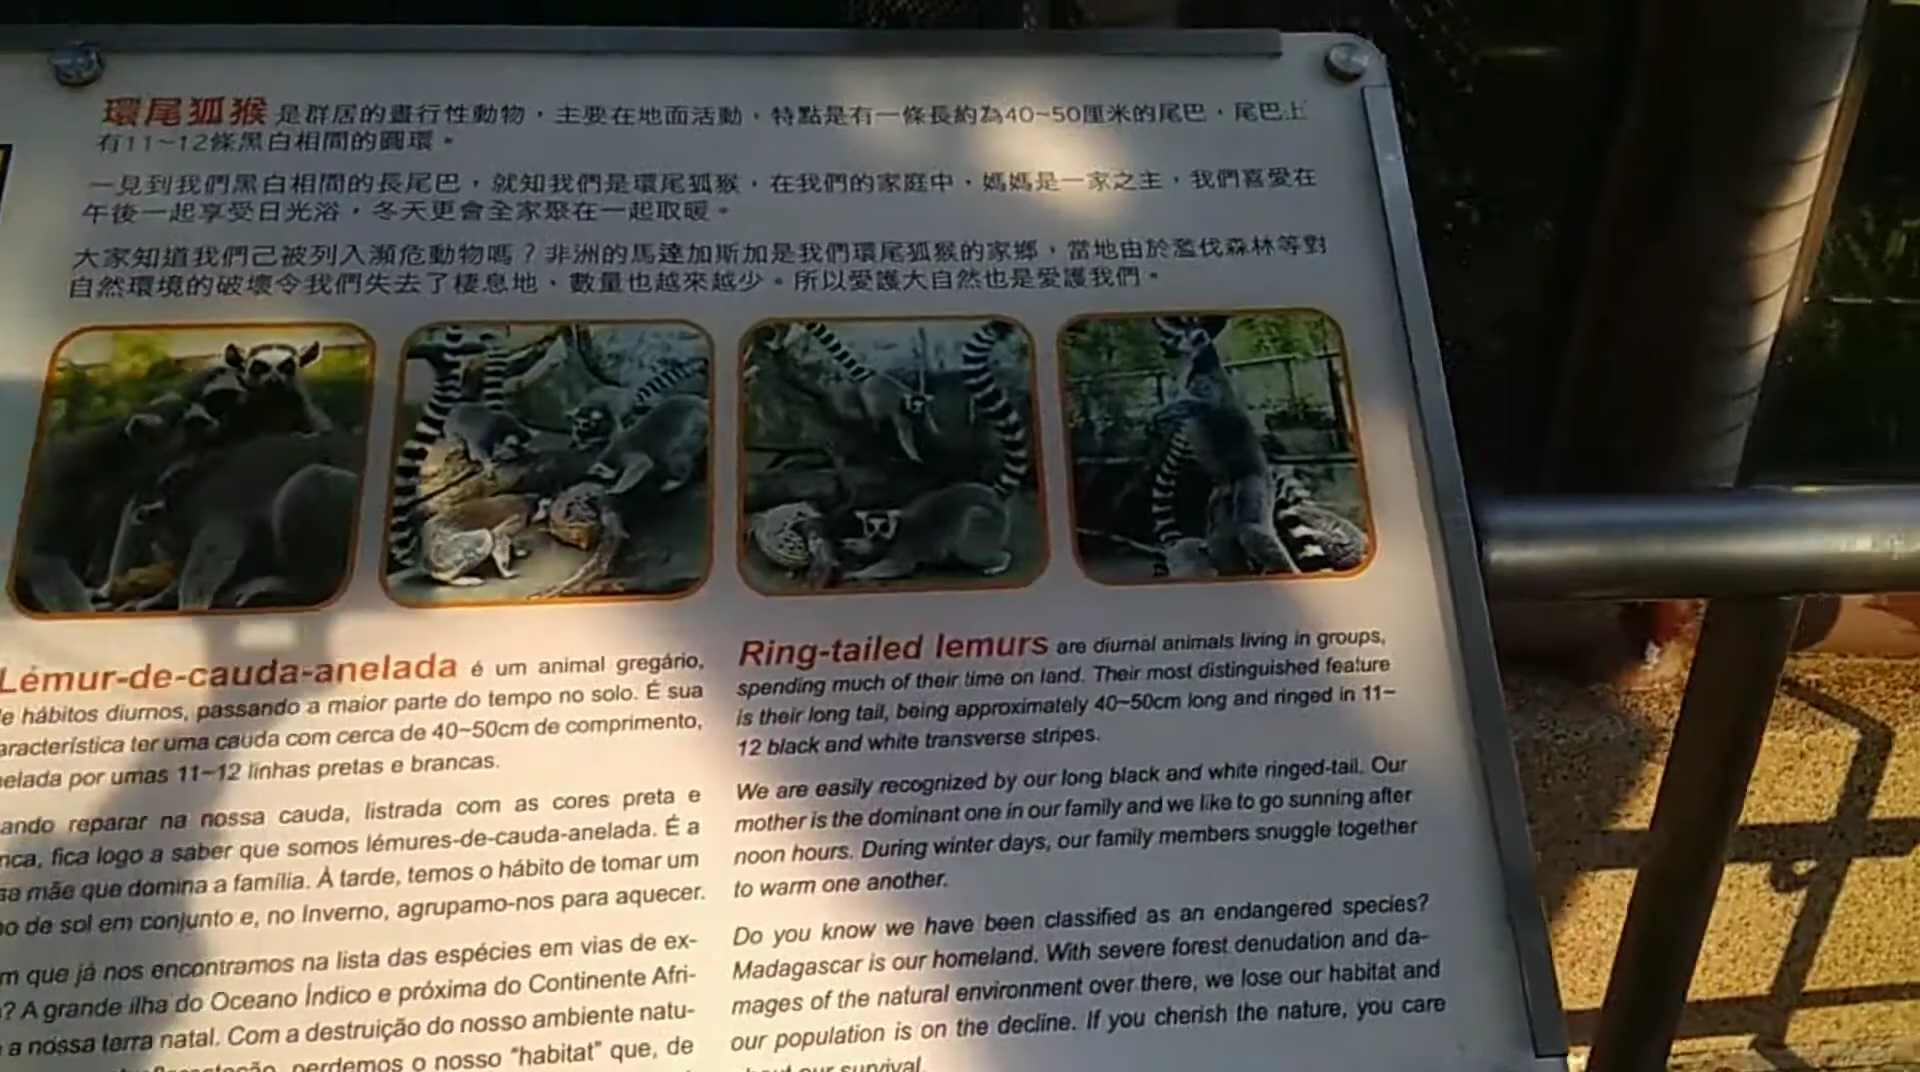 環尾狐猴 是群居的晝行性動物，主要在地面活動，特點是有一條長約為40~50厘米的尾巴，尾巴上
有11~12條黑白相間的圓環。
一見到我們黑白相間的長尾巴，就知我們是環尾狐猴，在我們的家庭中，媽媽是一家之主，我們喜愛在
午後一起享受日光浴，冬天更會全家聚在一起取暖。
大家知道我們己被列入瀕危動物嗎？非洲的馬達加斯加是我們環尾狐猴的家鄉，當地由於濫伐森林等對
自然環境的破壞令我們失去了棲息地，數量也越來越少。所以愛護大自然也是愛護我們。
Lémur-de-cauda-anelada é um animal gregário,
hábitos diurnos, passando a maior parte do tempo no solo. É sua
ter uma cauda com cerca de 40~50cm de comprimento,
por umas 11~12 linhas pretas e brancas.
reparar na nossa cauda, listrada com as cores preta e
fica logo a saber que somos lémures-de-cauda-anelada. É a
mãe que domina a família. À tarde, temos o hábito de tomar um
de sol em conjunto e, no Inverno, agrupamo-nos para aquecer.
que já nos encontramos na lista das espécies em vias de ex-
? A grande ilha do Oceano Índico e próxima do Continente Afri-
a nossa terra natal. Com a destruição do nosso ambiente natu-
perdemos o nosso "habitat" que, de
Ring-tailed lemurs are diurnal animals living in groups,
spending much of their time on land. Their most distinguished feature
is their long tail, being approximately 40~50cm long and ringed in 11~
12 black and white transverse stripes.
We are easily recognized by our long black and white ringed-tail. Our
mother is the dominant one in our family and we like to go sunning after
noon hours. During winter days, our family members snuggle together
to warm one another.
Do you know we have been classified as an endangered species?
Madagascar is our homeland. With severe forest denudation and da-
mages of the natural environment over there, we lose our habitat and
our population is on the decline. If you cherish the nature, you care
our survival.